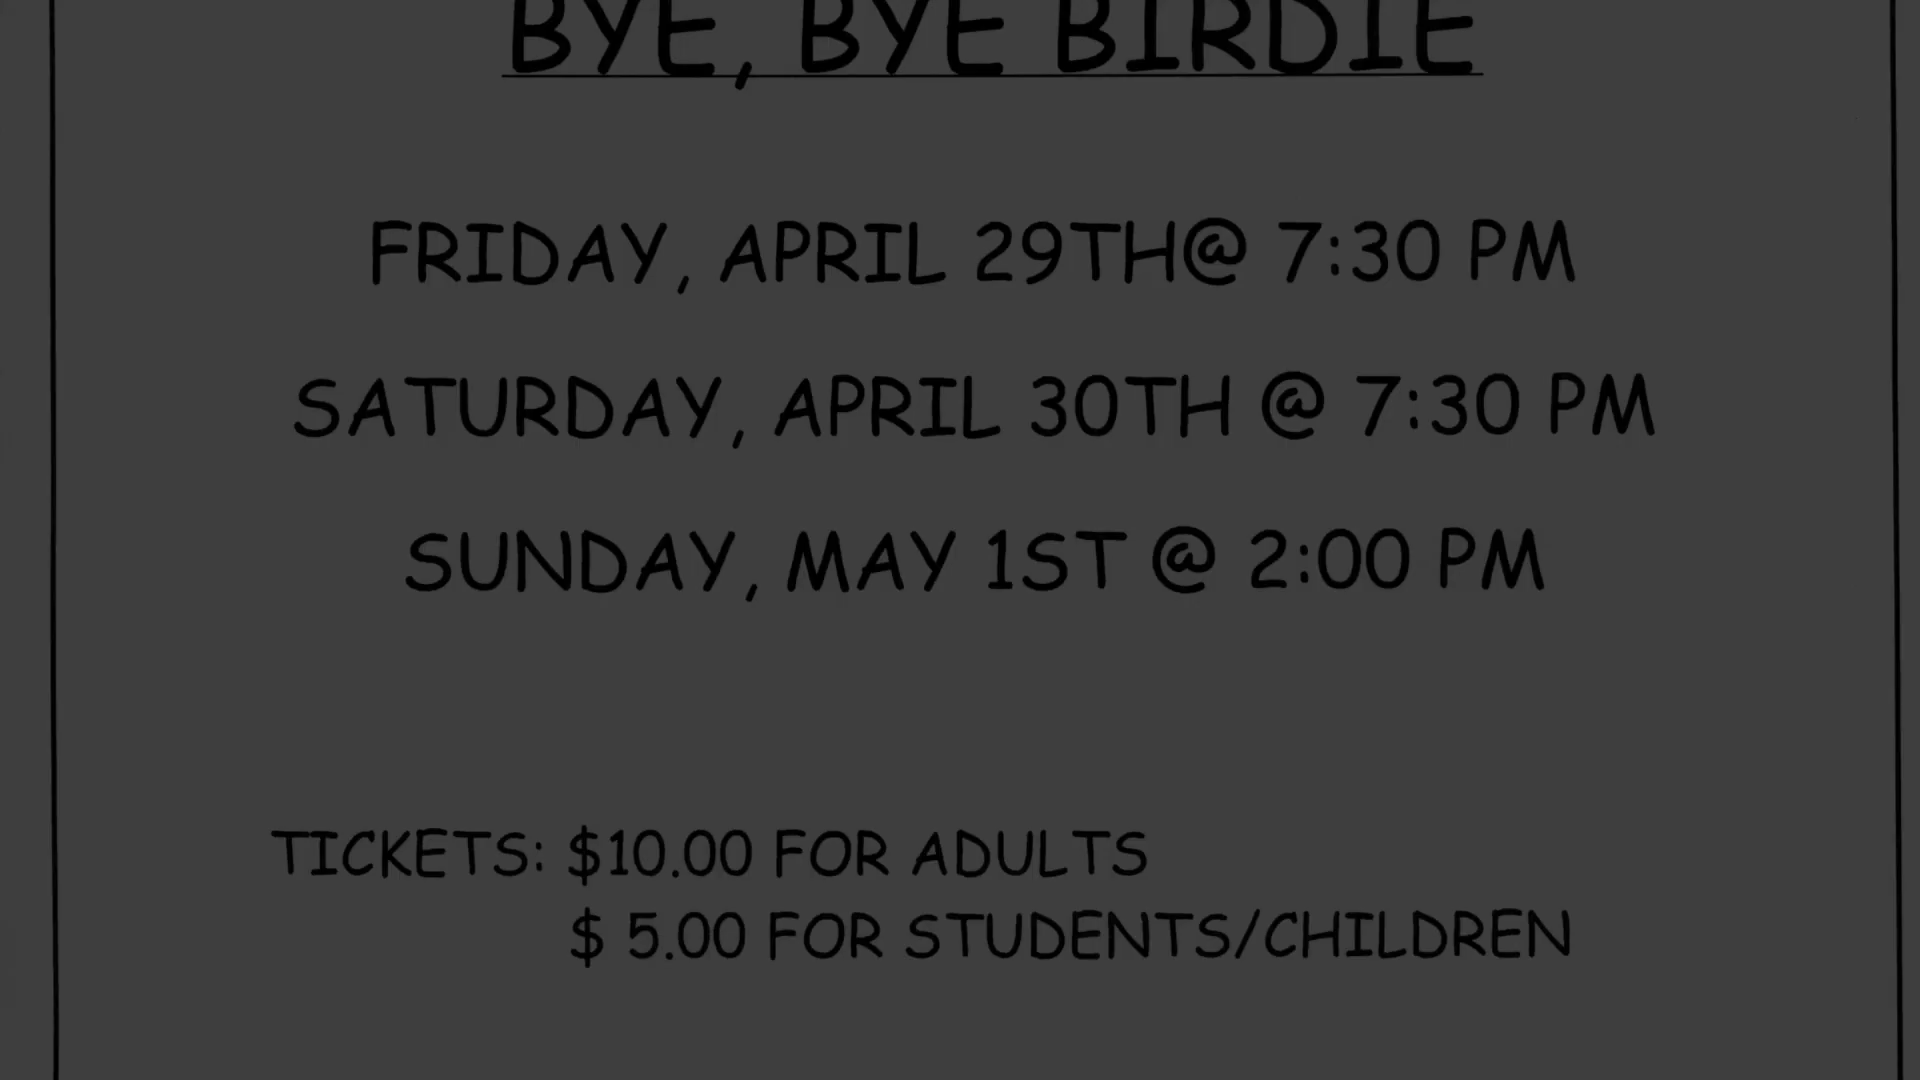 BYE, BYE BIRDIE
FRIDAY, APRIL 29TH@ 7:30 PM
SATURDAY, APRIL 30TH @ 7:30 PM
SUNDAY, MAY 1ST @ 2:00 PM
TICKETS: $10.00 FOR ADULTS
$ 5.00 FOR STUDENTS/CHILDREN